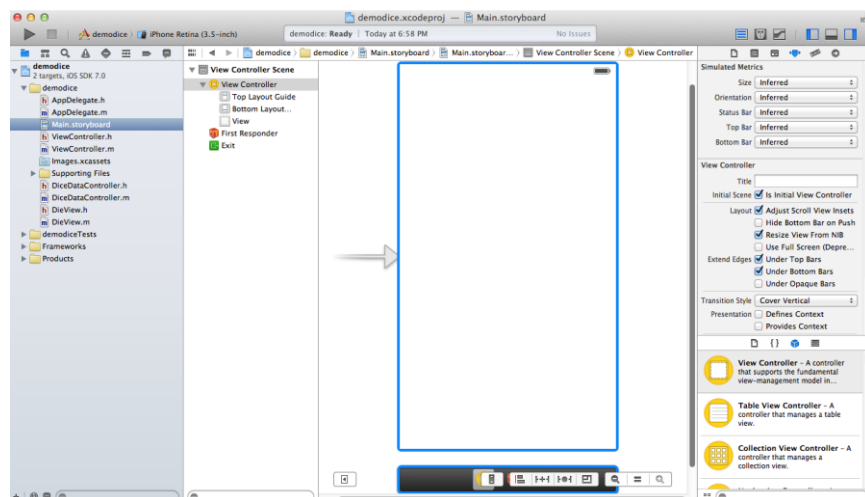 demodice.xcodeproj — Main.storyboard
demodice iPhone Retina (3.5-inch)
demodice: Ready | Today at 6:58 PM
No Issues
demodice demodice Main.storyboard Main.storyboar... View Controller Scene View Controller
demodice
2 targets, iOS SDK 7.0
demodice
AppDelegate.h
AppDelegate.m
Main.storyboard
ViewController.h
ViewController.m
Images.xcassets
Supporting Files
DiceDataController.h
DiceDataController.m
DieView.h
DieView.m
demodiceTests
Frameworks
Products
View Controller Scene
View Controller
Top Layout Guide
Bottom Layout...
View
First Responder
Exit
Simulated Metrics
Size Inferred
Orientation Inferred
Status Bar Inferred
Top Bar Inferred
Bottom Bar Inferred
View Controller
Title
Initial Scene Is Initial View Controller
Layout Adjust Scroll View Insets
Hide Bottom Bar on Push
Resize View From NIB
Use Full Screen (Depre...
Extend Edges Under Top Bars
Under Bottom Bars
Under Opaque Bars
Transition Style Cover Vertical
Presentation Defines Context
Provides Context
View Controller – A controller
that supports the fundamental
view-management model in...
Table View Controller – A
controller that manages a table
view.
Collection View Controller – A
controller that manages a
collection view.